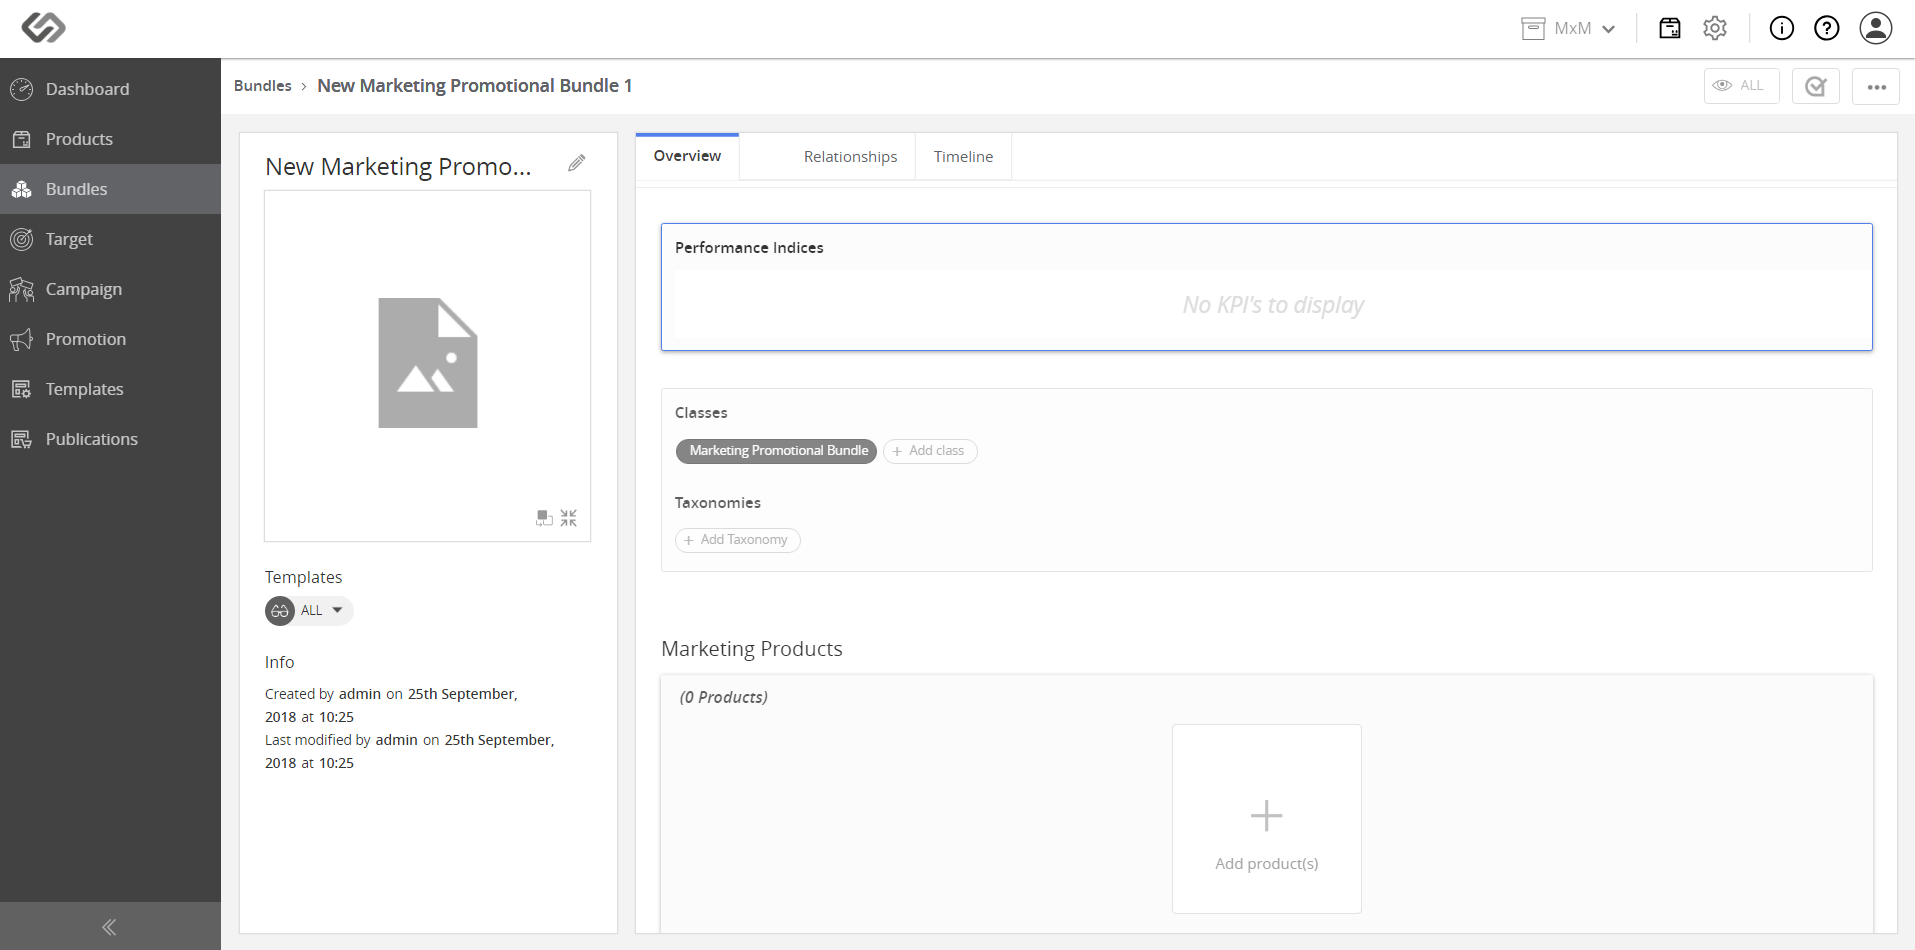 MxM
Dashboard
Products
Bundles
Target
Campaign
Promotion
Templates
Publications
Bundles › New Marketing Promotional Bundle 1
ALL
New Marketing Promo...
Templates
ALL
Info
Created by admin on 25th September,
2018 at 10:25
Last modified by admin on 25th September,
2018 at 10:25
Overview
Relationships
Timeline
Performance Indices
No KPI's to display
Classes
Marketing Promotional Bundle
+ Add class
Taxonomies
+ Add Taxonomy
Marketing Products
(0 Products)
Add product(s)